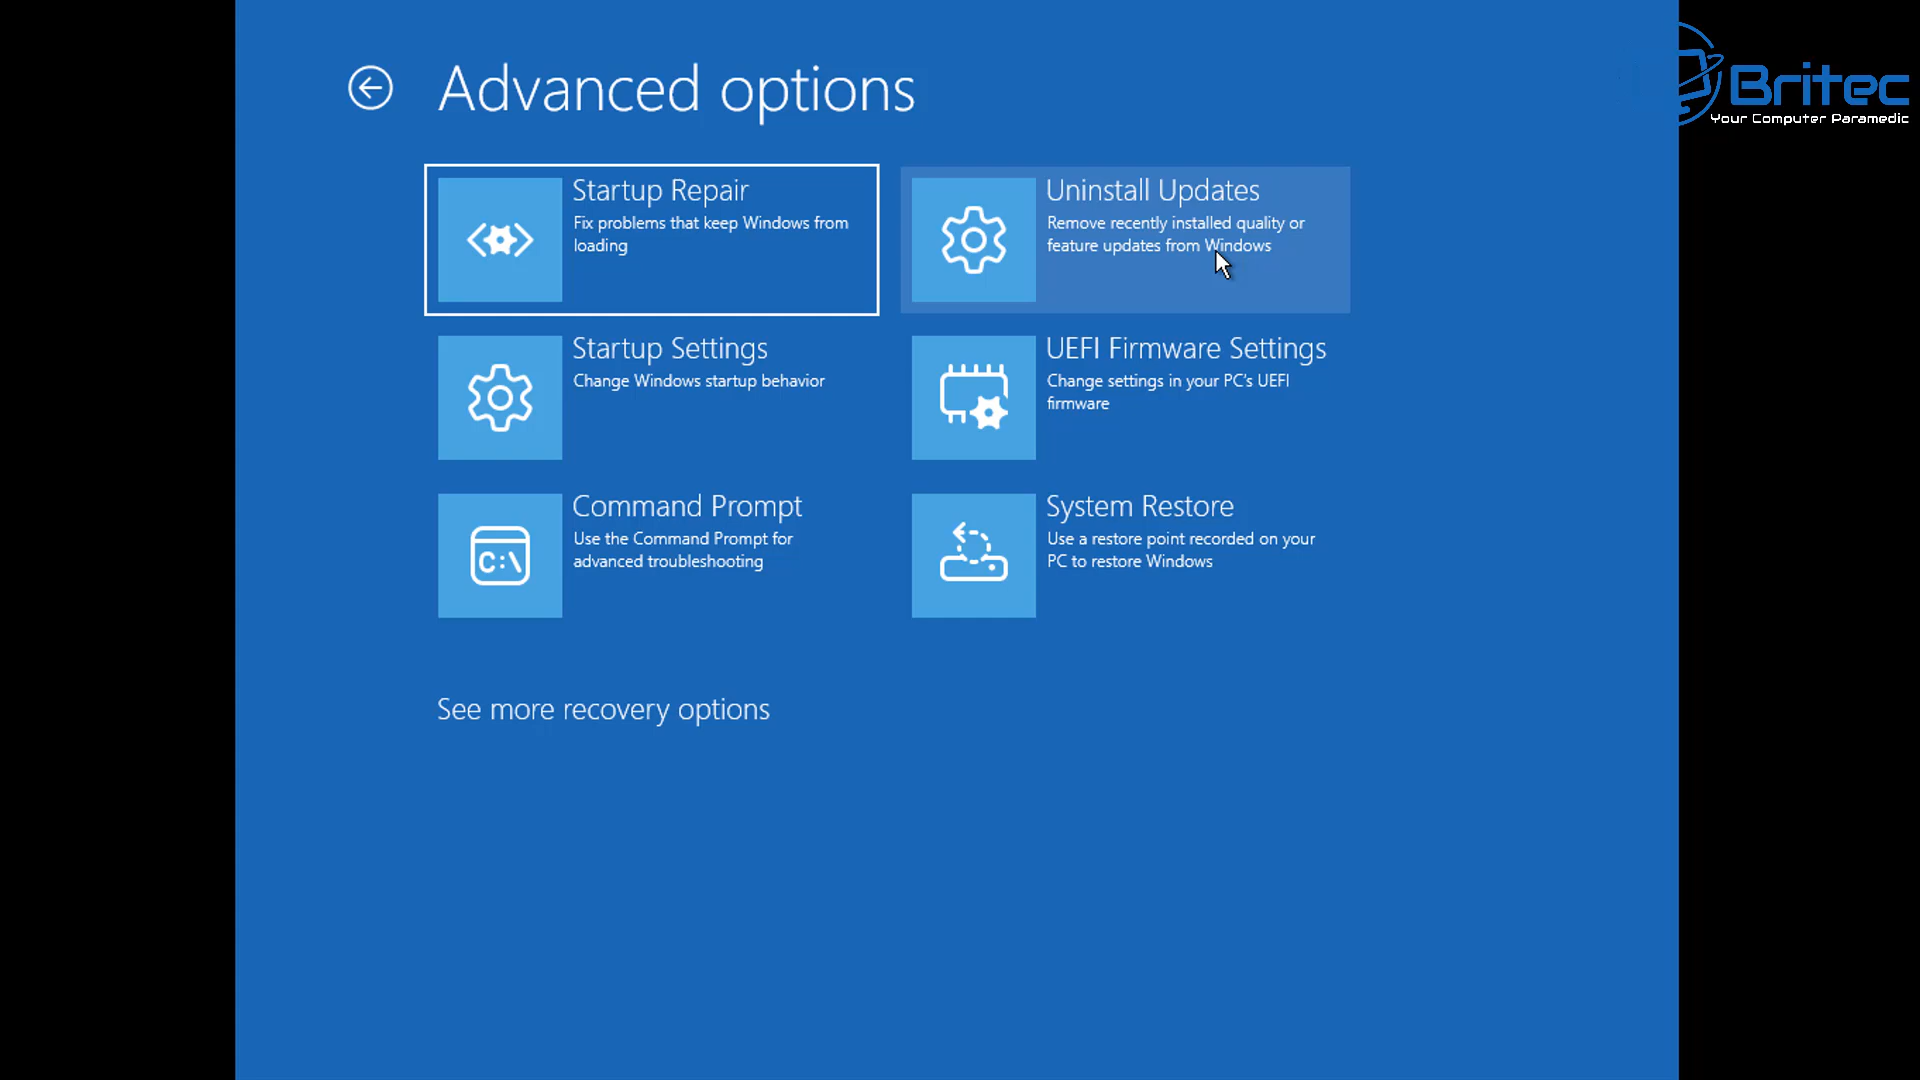 Advanced options
Britec
Your Computer Paramedic
Startup Repair
Fix problems that keep Windows from
loading
Uninstall Updates
Remove recently installed quality or
feature updates from Windows
Startup Settings
Change Windows startup behavior
UEFI Firmware Settings
Change settings in your PC's UEFI
firmware
C:\
Command Prompt
Use the Command Prompt for
advanced troubleshooting
System Restore
Use a restore point recorded on your
PC to restore Windows
See more recovery options